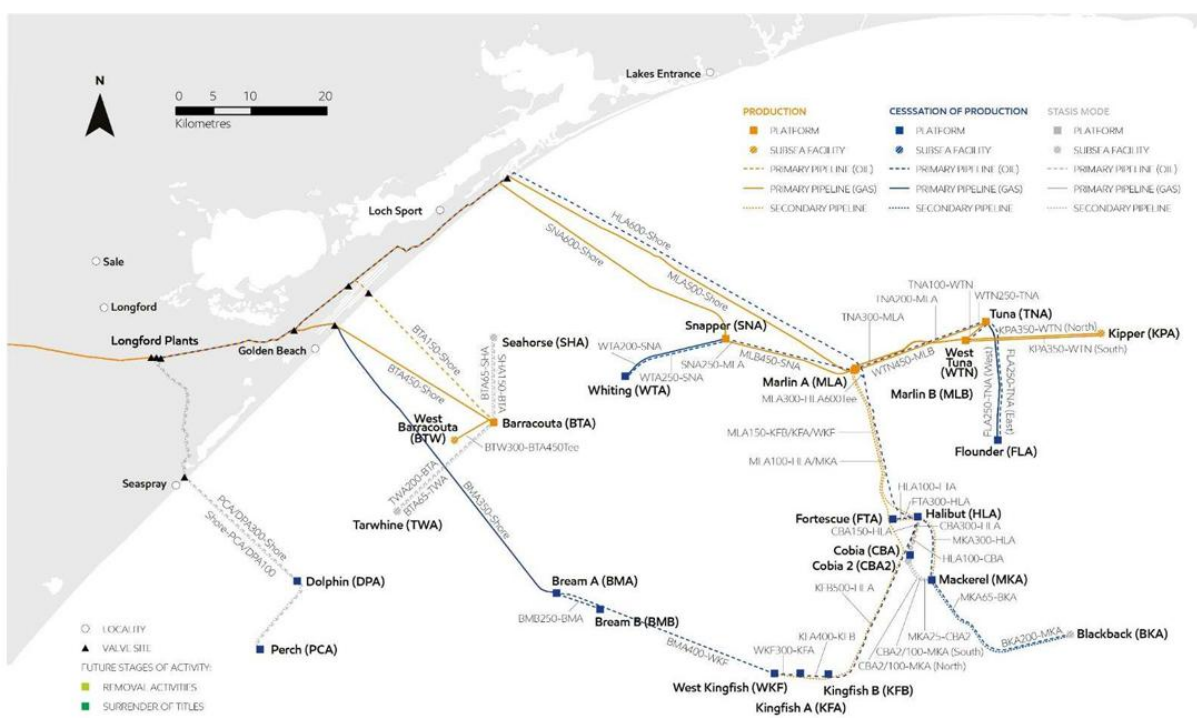 N
0 5 10 20
Kilometres
Lakes Entrance
PRODUCTION
PLATFORM
SUBSEA FACILITY
PRIMARY PIPELINE (OIL)
PRIMARY PIPELINE (GAS)
SECONDARY PIPELINE
CESSSATION OF PRODUCTION
PLATFORM
SUBSEA FACILITY
PRIMARY PIPELINE (OIL)
PRIMARY PIPELINE (GAS)
SECONDARY PIPELINE
STASIS MODE
PLATFORM
SUBSEA FACILITY
PRIMARY PIPELINE (OIL)
PRIMARY PIPELINE (GAS)
SECONDARY PIPELINE
Loch Sport
HLA600-Shore
SNA600-Shore
MLA500-Shore
Sale
Longford
Longford Plants
Golden Beach
BTA150-Shore
BTA450-Shore
Seahorse (SHA)
BTA65-SHA
SHA150-BTA
West
Barracouta
(BTW)
Barracouta (BTA)
BTW300-BTA450Tee
TWA200-BTA
BTA65-TWA
Tarwhine (TWA)
Snapper (SNA)
WTA200-SNA
WTA250-SNA
Whiting (WTA)
SNA250-MLA
MLB450-SNA
TNA300-MLA
TNA200-MLA
TNA100-WTN
WTN250-TNA
Tuna (TNA)
KPA350-WTN (North)
Kipper (KPA)
KPA350-WTN (South)
West
Tuna
(WTN)
WTN450-MLB
Marlin A (MLA)
Marlin B (MLB)
MLA300-HLA600Tee
FLA250-TNA (West)
FLA250-TNA (East)
Flounder (FLA)
MLA150-KFB/KFA/WKF
MLA100-HLA/MKA
Seaspray
PCA/DPA300-Shore
Shore-PCA/DPA100
Dolphin (DPA)
Perch (PCA)
BMA350-Shore
Bream A (BMA)
BMB250-BMA
Bream B (BMB)
BMA400-WKF
HLA100-FTA
FTA300-HLA
Fortescue (FTA)
Halibut (HLA)
CBA150-HLA
CBA300-HLA
MKA300-HLA
Cobia (CBA)
Cobia 2 (CBA2)
HLA100-CBA
KFB500-HLA
Mackerel (MKA)
MKA65-BKA
MKA25-CBA2
CBA2/100-MKA (South)
CBA2/100-MKA (North)
BKA200-MKA
Blackback (BKA)
KFA400-KFB
WKF300-KFA
West Kingfish (WKF)
Kingfish A (KFA)
Kingfish B (KFB)
LOCALITY
VALVE SITE
FUTURE STAGES OF ACTIVITY:
REMOVAL ACTIVITIES
SURRENDER OF TITLES